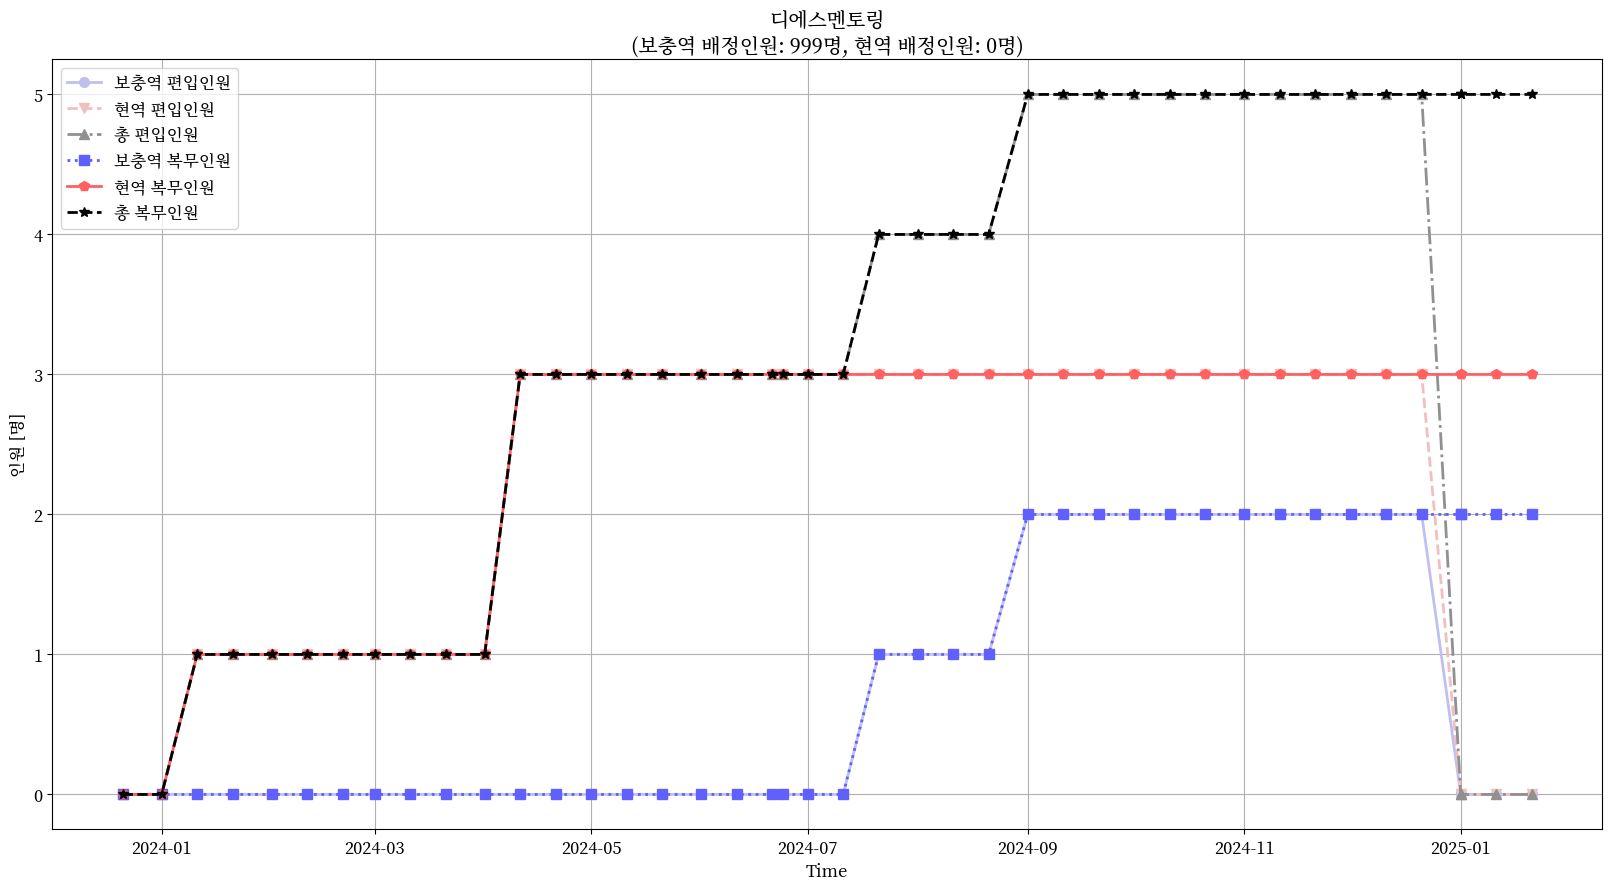 디에스멘토링
(보충역 배정인원: 999명, 현역 배정인원: 0명)
보충역 편입인원
현역 편입인원
총 편입인원
보충역 복무인원
현역 복무인원
총 복무인원
인원 [명]
5
4
3
2
1
0
2024-01
2024-03
2024-05
2024-07
2024-09
2024-11
2025-01
Time